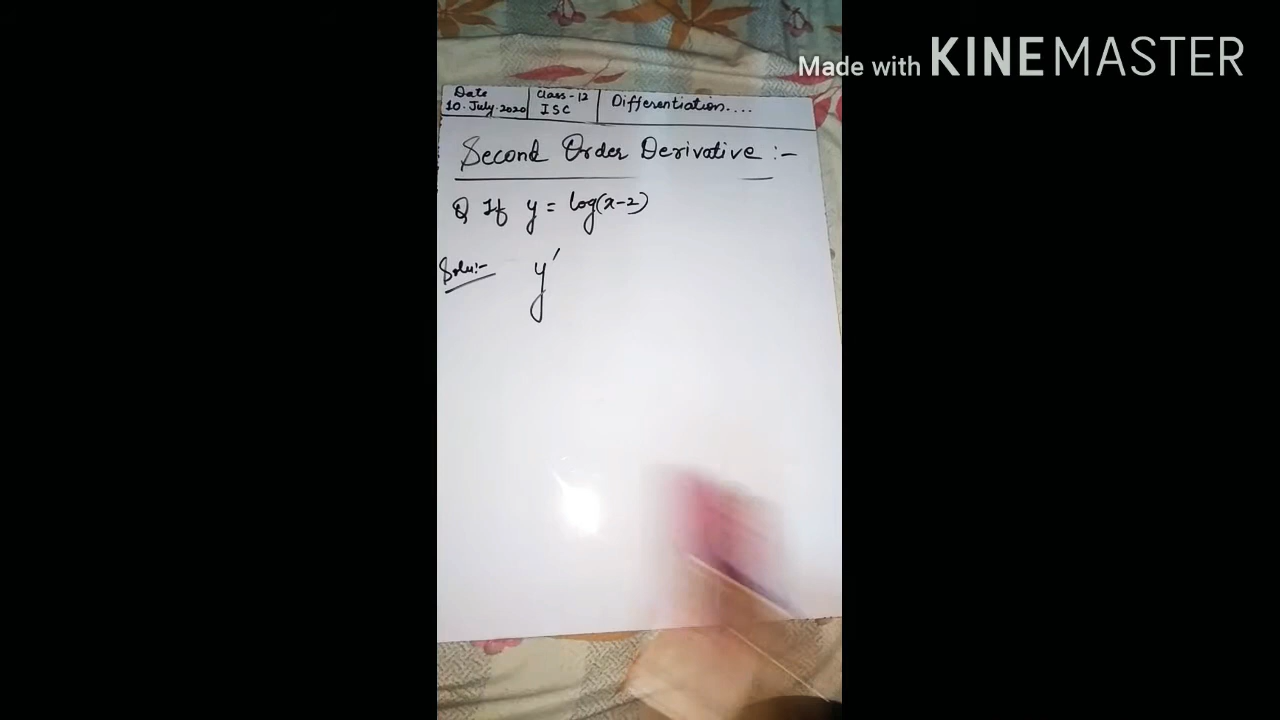 Made with KINEMASTER
Date
10. July. 2020
Class-12
ISC
Differentiation....
Second Order Derivative :-
Q If y = log(x-2)
Solu:- y'